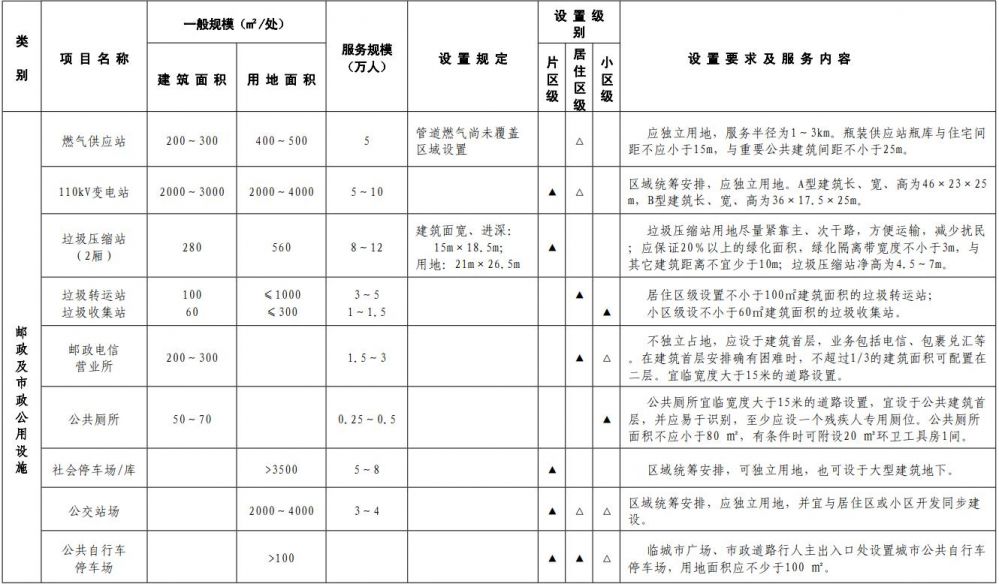 类别 项目名称 一般规模(㎡/处) 服务规模(万人) 设置规定 设置级别 设置要求及服务内容
建筑面积 用地面积 片区级 居住区级 小区级
邮政及市政公用设施
燃气供应站 200~300 400~500 5 管道燃气尚未覆盖 △ 应独立用地，服务半径为1~3km。瓶装供应站瓶库与住宅间
区域设置 距不应小于15m，与重要公共建筑间距不小于25m。
110kV变电站 2000~3000 2000~4000 5~10 ▲ △ 区域统筹安排，应独立用地。A型建筑长、宽、高为46×23×25
m，B型建筑长、宽、高为36×17.5×25m。
垃圾压缩站 280 560 8~12 建筑面宽、进深： ▲ 垃圾压缩站用地尽量紧靠主、次干路，方便运输，减少扰民
(2厢) 15m×18.5m； ；应保证20%以上的绿化面积，绿化隔离带宽度不小于3m，与
用地：21m×26.5m 其它建筑距离不宜少于10m；垃圾压缩站净高为4.5~7m。
垃圾转运站 100 ≤1000 3~5 ▲ 居住区级设置不小于100㎡建筑面积的垃圾转运站；
垃圾收集站 60 ≤300 1~1.5 ▲ 小区级设不小于60㎡建筑面积的垃圾收集站。
邮政电信 200~300 1.5~3 ▲ △ 不独立占地，应设于建筑首层，业务包括电信、包裹兑汇等
营业所 。在建筑首层安排确有困难时，不超过1/3的建筑面积可配置在
二层。宜临宽度大于15米的道路设置。
公共厕所 50~70 0.25~0.5 ▲ 公共厕所宜临宽度大于15米的道路设置，宜设于公共建筑首
层，并应易于识别，至少应设一个残疾人专用厕位。公共厕所
面积不应小于80 ㎡，有条件时可附设20 ㎡环卫工具房1间。
社会停车场/库 >3500 5~8 ▲ 区域统筹安排，可独立用地，也可设于大型建筑地下。
公交站场 2000~4000 3~4 ▲ △ △ 区域统筹安排，应独立用地，并宜与居住区或小区开发同步建
设。
公共自行车 >100 ▲ ▲ △ 临城市广场、市政道路行人主出入口处设置城市公共自行车
停车场 停车场，用地面积应不少于100 ㎡。